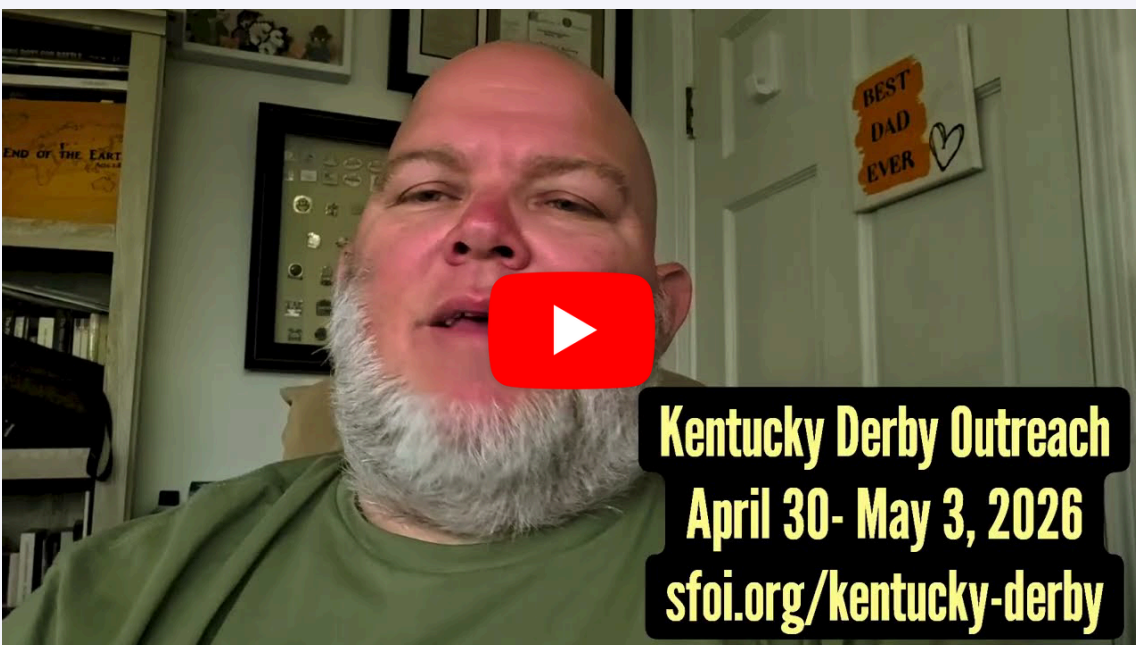 END OF THE EARTH
BEST
DAD
EVER
Kentucky Derby Outreach
April 30- May 3, 2026
sfoi.org/kentucky-derby